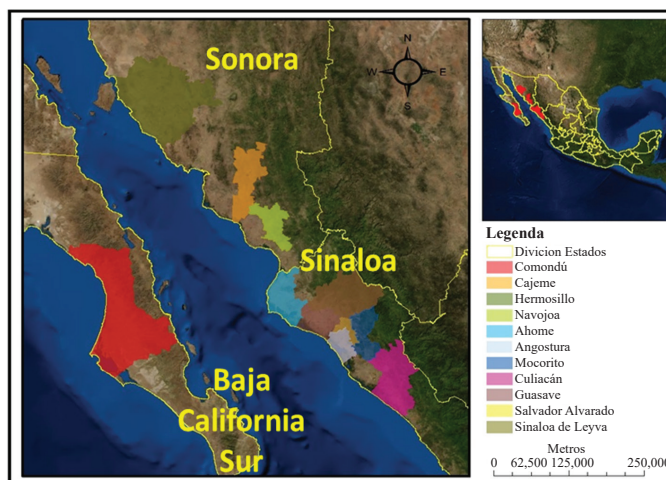 Sonora
N
W E
S
Sinaloa
Baja
California
Sur
Legenda
Divicion Estados
Comondú
Cajeme
Hermosillo
Navojoa
Ahome
Angostura
Mocorito
Culiacán
Guasave
Salvador Alvarado
Sinaloa de Leyva
Metros
0 62,500 125,000 250,000